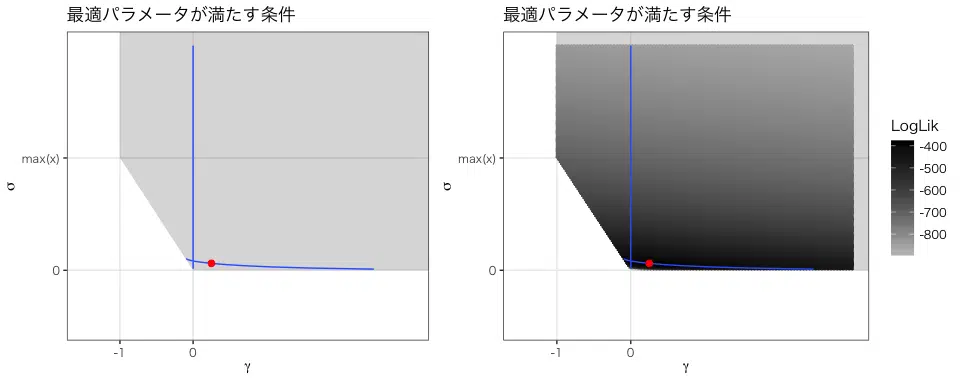 最適パラメータが満たす条件
max(x)
σ
0
-1
0
γ
最適パラメータが満たす条件
max(x)
σ
0
-1
0
γ
LogLik
-400
-500
-600
-700
-800